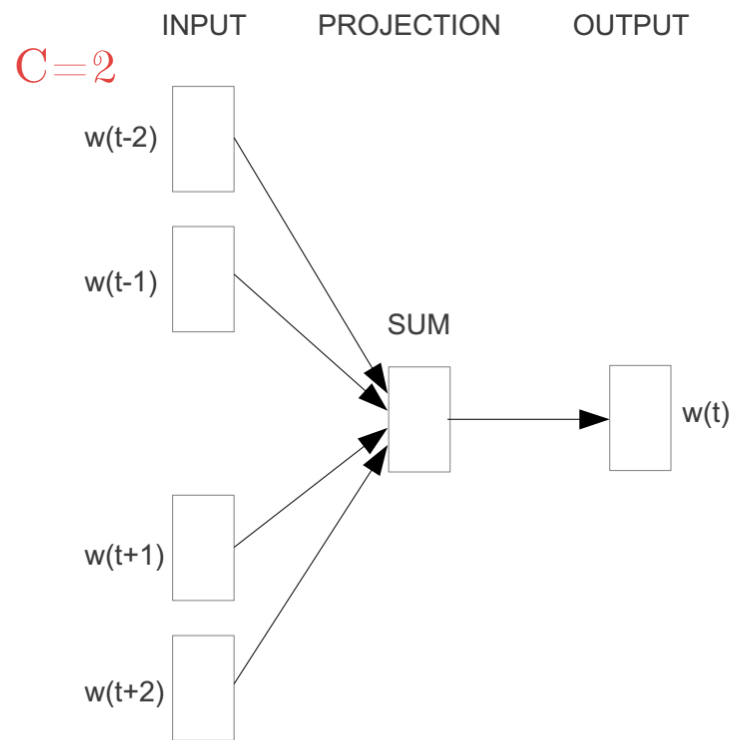 INPUT PROJECTION OUTPUT
C=2
w(t-2)
w(t-1)
SUM
w(t)
w(t+1)
w(t+2)